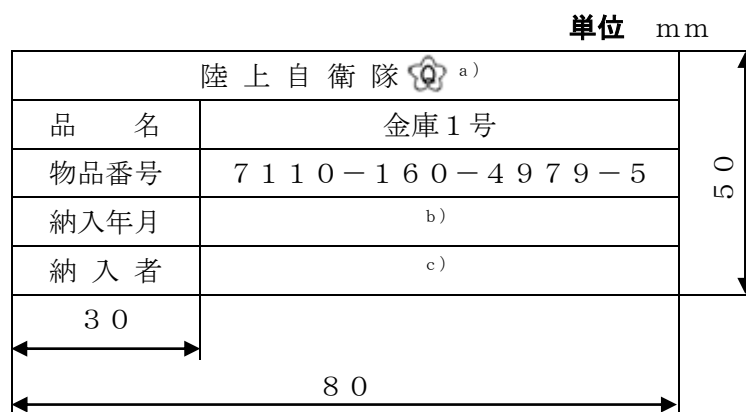 単位　ｍｍ
陸上自衛隊 Q ａ）
品　　名　金庫１号
物品番号　７１１０－１６０－４９７９－５
納入年月　ｂ）
納入者　ｃ）
５０
３０
８０